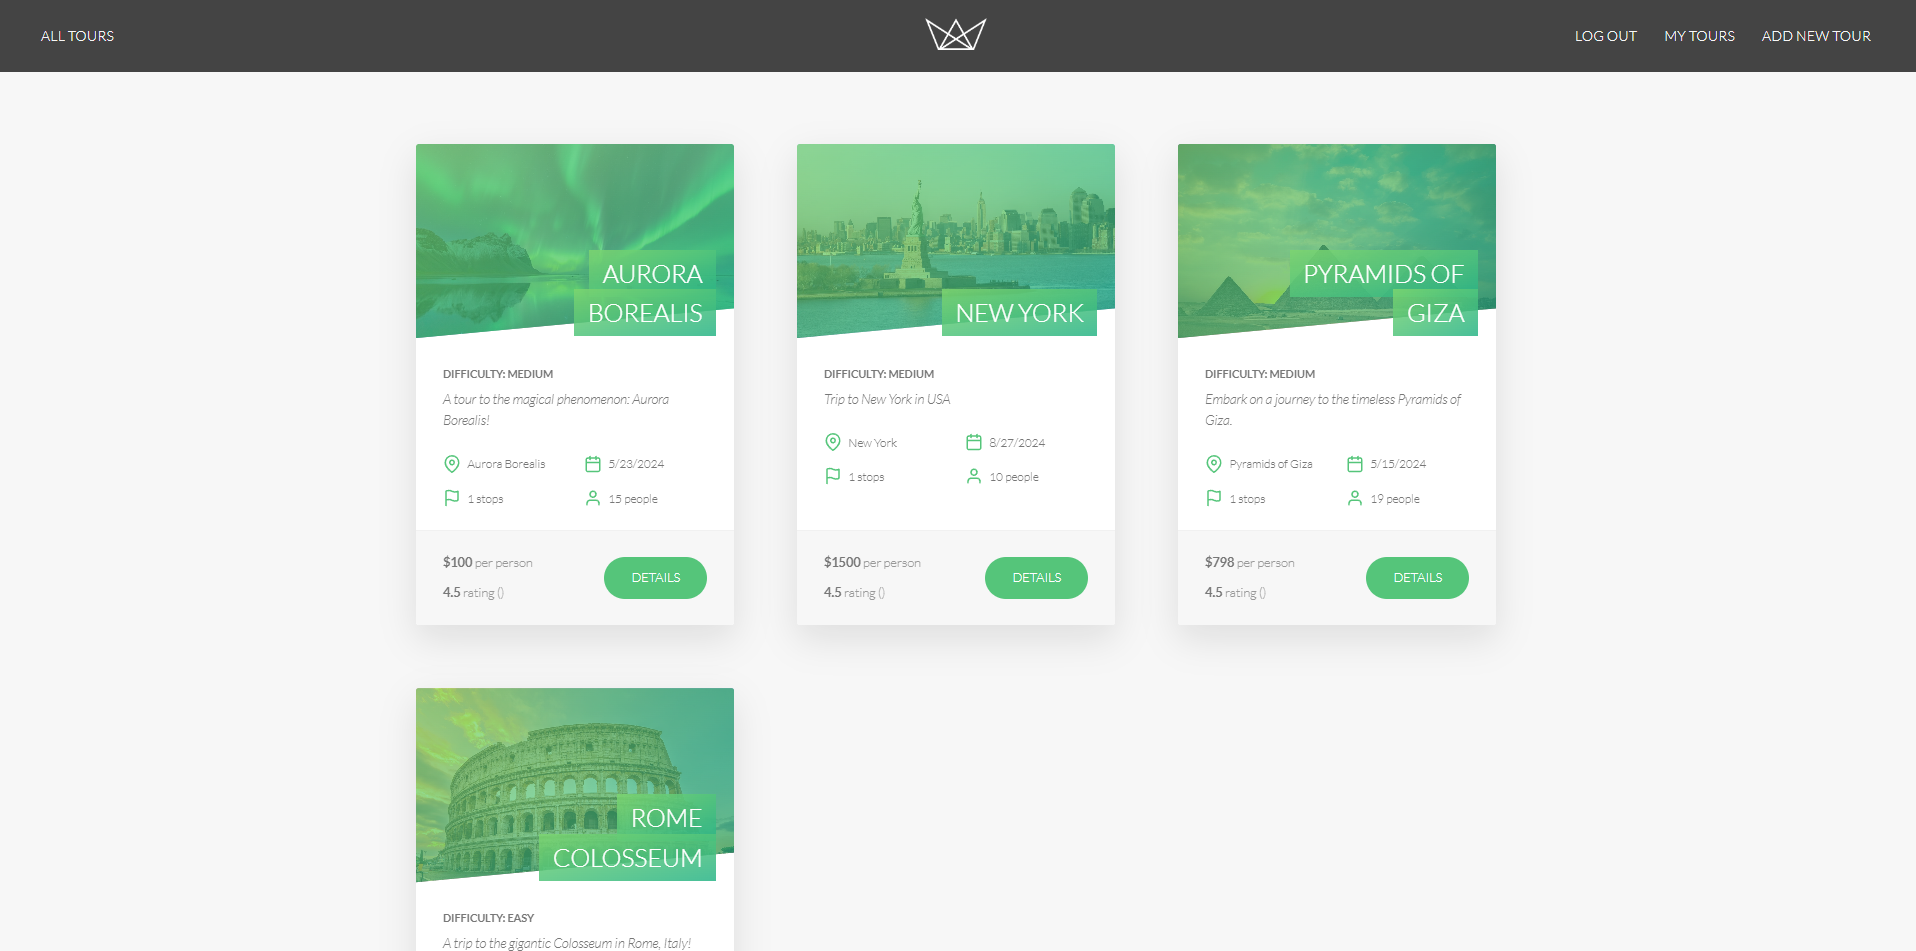 ALL TOURS
LOG OUT
MY TOURS
ADD NEW TOUR
AURORA
BOREALIS
DIFFICULTY: MEDIUM
A tour to the magical phenomenon: Aurora
Borealis!
Aurora Borealis
5/23/2024
1 stops
15 people
$100 per person
4.5 rating ()
DETAILS
NEW YORK
DIFFICULTY: MEDIUM
Trip to New York in USA
New York
8/27/2024
1 stops
10 people
$1500 per person
4.5 rating ()
DETAILS
PYRAMIDS OF
GIZA
DIFFICULTY: MEDIUM
Embark on a journey to the timeless Pyramids of
Giza.
Pyramids of Giza
5/15/2024
1 stops
19 people
$798 per person
4.5 rating ()
DETAILS
ROME
COLOSSEUM
DIFFICULTY: EASY
A trip to the gigantic Colosseum in Rome, Italy!